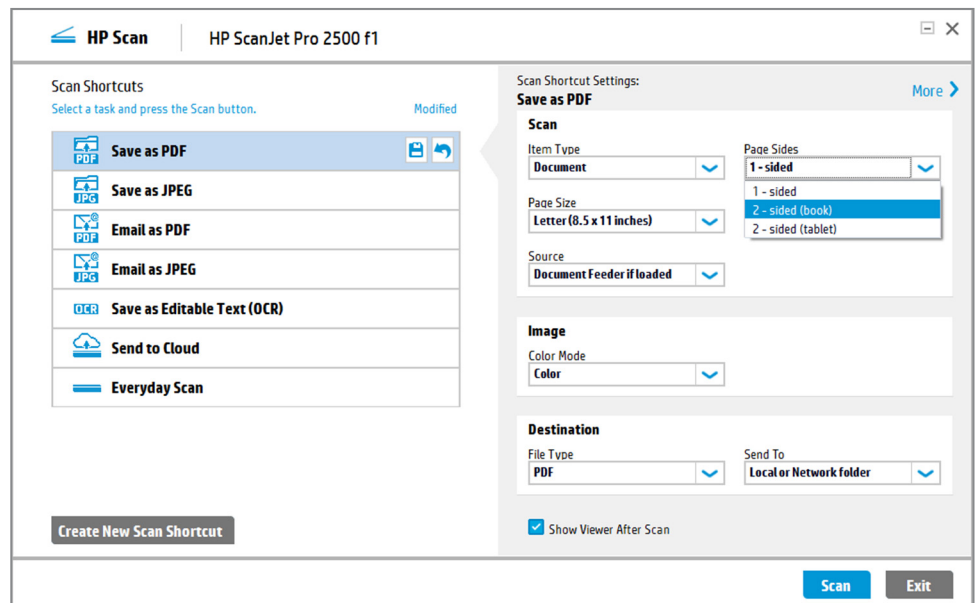 HP Scan
HP ScanJet Pro 2500 f1
Scan Shortcuts
Select a task and press the Scan button.
Modified
PDF
Save as PDF
JPG
Save as JPEG
PDF
Email as PDF
JPG
Email as JPEG
OCR
Save as Editable Text (OCR)
Send to Cloud
Everyday Scan
Create New Scan Shortcut
Scan Shortcut Settings:
More
Save as PDF
Scan
Item Type
Document
Page Sides
1 - sided
1 - sided
2 - sided (book)
2 - sided (tablet)
Page Size
Letter (8.5 x 11 inches)
Source
Document Feeder if loaded
Image
Color Mode
Color
Destination
File Type
PDF
Send To
Local or Network folder
Show Viewer After Scan
Scan
Exit